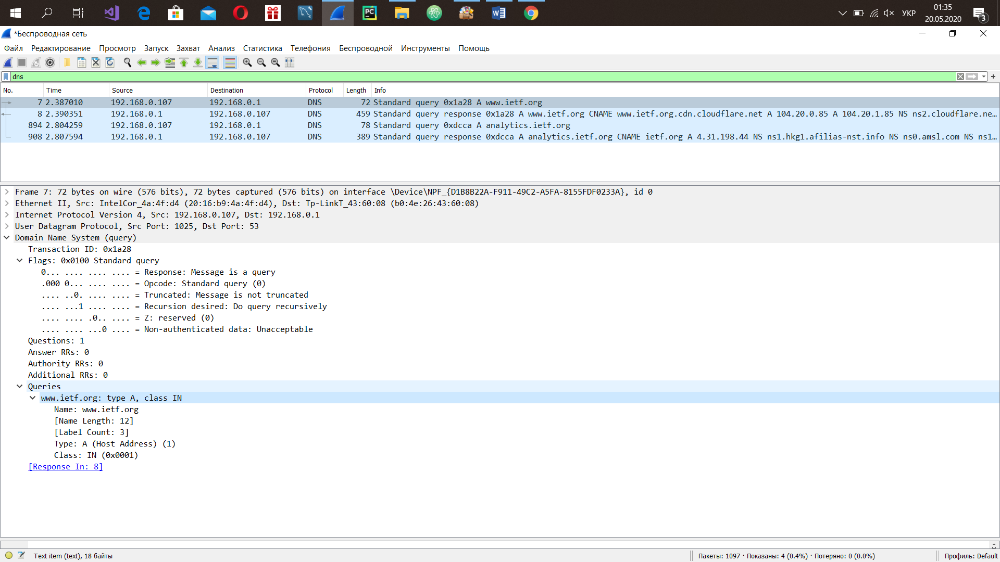 PC
УКР
01:35
20.05.2020
3
*Беспроводная сеть
Файл Редактирование Просмотр Запуск Захват Анализ Статистика Телефония Беспроводной Инструменты Помощь
dns
No. Time Source Destination Protocol Length Info
7 2.387010 192.168.0.107 192.168.0.1 DNS 72 Standard query 0x1a28 A www.ietf.org
8 2.390351 192.168.0.1 192.168.0.107 DNS 459 Standard query response 0x1a28 A www.ietf.org CNAME www.ietf.org.cdn.cloudflare.net A 104.20.0.85 A 104.20.1.85 NS ns2.cloudflare.ne…
894 2.804259 192.168.0.107 192.168.0.1 DNS 78 Standard query 0xdcca A analytics.ietf.org
908 2.807594 192.168.0.1 192.168.0.107 DNS 389 Standard query response 0xdcca A analytics.ietf.org CNAME ietf.org A 4.31.198.44 NS ns1.hkg1.afilias-nst.info NS ns0.amsl.com NS ns1…
Frame 7: 72 bytes on wire (576 bits), 72 bytes captured (576 bits) on interface \Device\NPF_{D1B8B22A-F911-49C2-A5FA-8155FDF0233A}, id 0
Ethernet II, Src: IntelCor_4a:4f:d4 (20:16:b9:4a:4f:d4), Dst: Tp-LinkT_43:60:08 (b0:4e:26:43:60:08)
Internet Protocol Version 4, Src: 192.168.0.107, Dst: 192.168.0.1
User Datagram Protocol, Src Port: 1025, Dst Port: 53
Domain Name System (query)
Transaction ID: 0x1a28
Flags: 0x0100 Standard query
0... .... .... .... = Response: Message is a query
.000 0... .... .... = Opcode: Standard query (0)
.... ..0. .... .... = Truncated: Message is not truncated
.... ...1 .... .... = Recursion desired: Do query recursively
.... .... .0.. .... = Z: reserved (0)
.... .... ...0 .... = Non-authenticated data: Unacceptable
Questions: 1
Answer RRs: 0
Authority RRs: 0
Additional RRs: 0
Queries
www.ietf.org: type A, class IN
Name: www.ietf.org
[Name Length: 12]
[Label Count: 3]
Type: A (Host Address) (1)
Class: IN (0x0001)
[Response In: 8]
Text item (text), 18 байты
Пакеты: 1097 · Показаны: 4 (0.4%) · Потеряно: 0 (0.0%)
Профиль: Default